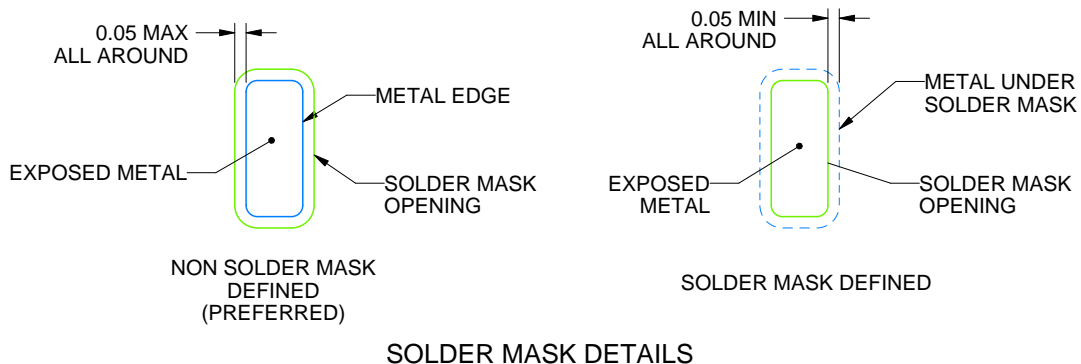 0.05 MAX
ALL AROUND
METAL EDGE
EXPOSED METAL
SOLDER MASK
OPENING
NON SOLDER MASK
DEFINED
(PREFERRED)
0.05 MIN
ALL AROUND
METAL UNDER
SOLDER MASK
EXPOSED
METAL
SOLDER MASK
OPENING
SOLDER MASK DEFINED
SOLDER MASK DETAILS